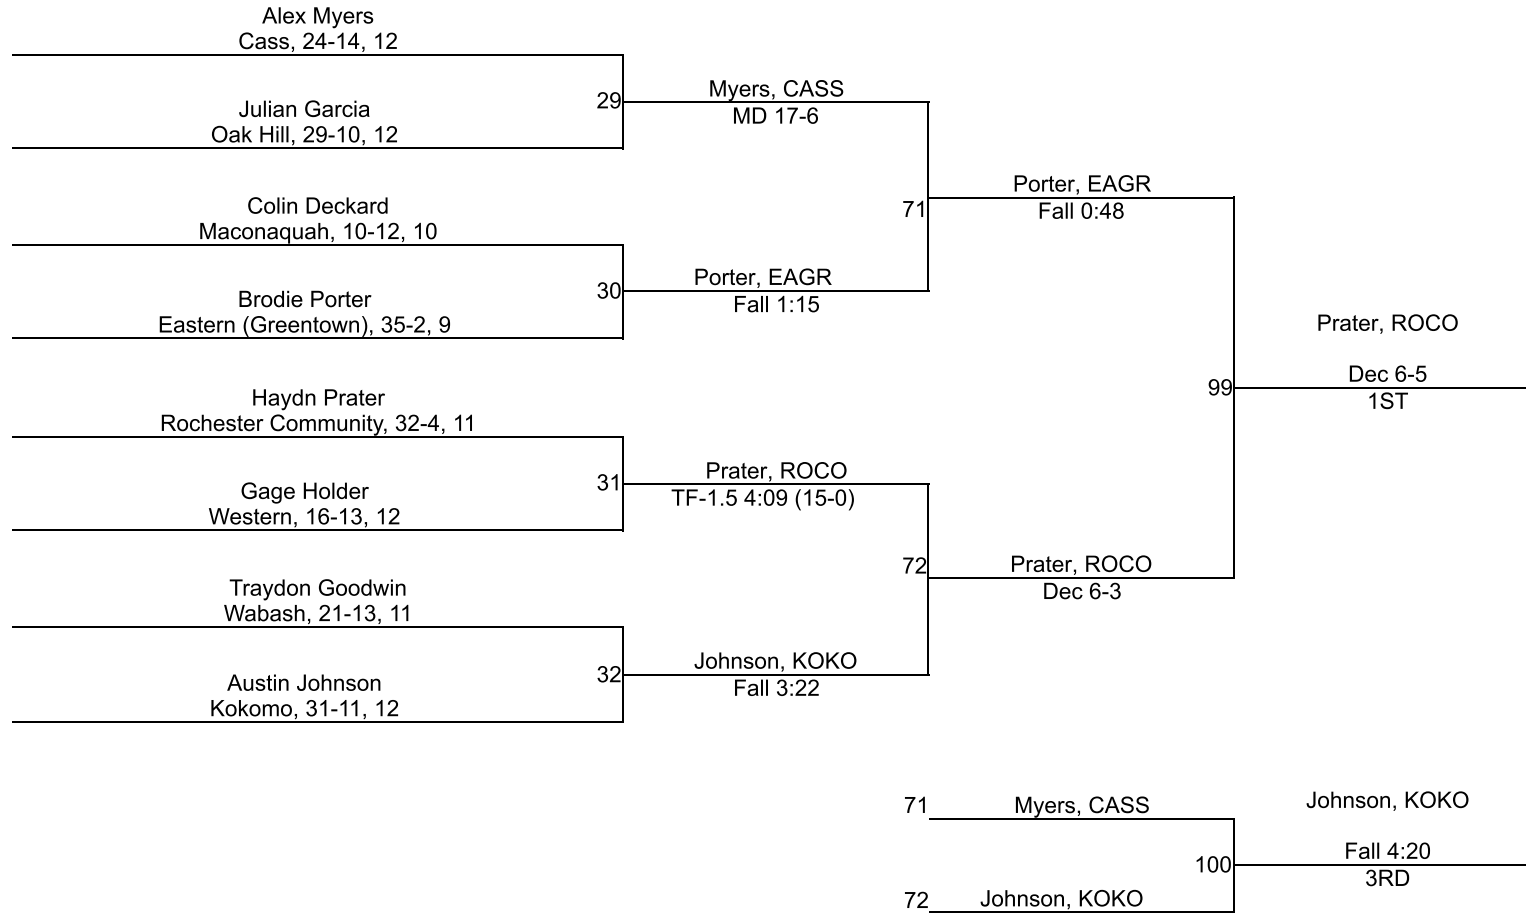 Alex Myers
Cass, 24-14, 12
29
Myers, CASS
MD 17-6
Julian Garcia
Oak Hill, 29-10, 12
71
Porter, EAGR
Fall 0:48
Colin Deckard
Maconaquah, 10-12, 10
30
Porter, EAGR
Fall 1:15
Brodie Porter
Eastern (Greentown), 35-2, 9
99
Prater, ROCO
Dec 6-5
1ST
Haydn Prater
Rochester Community, 32-4, 11
31
Prater, ROCO
TF-1.5 4:09 (15-0)
Gage Holder
Western, 16-13, 12
72
Prater, ROCO
Dec 6-3
Traydon Goodwin
Wabash, 21-13, 11
32
Johnson, KOKO
Fall 3:22
Austin Johnson
Kokomo, 31-11, 12
71
Myers, CASS
100
Johnson, KOKO
Fall 4:20
3RD
72
Johnson, KOKO